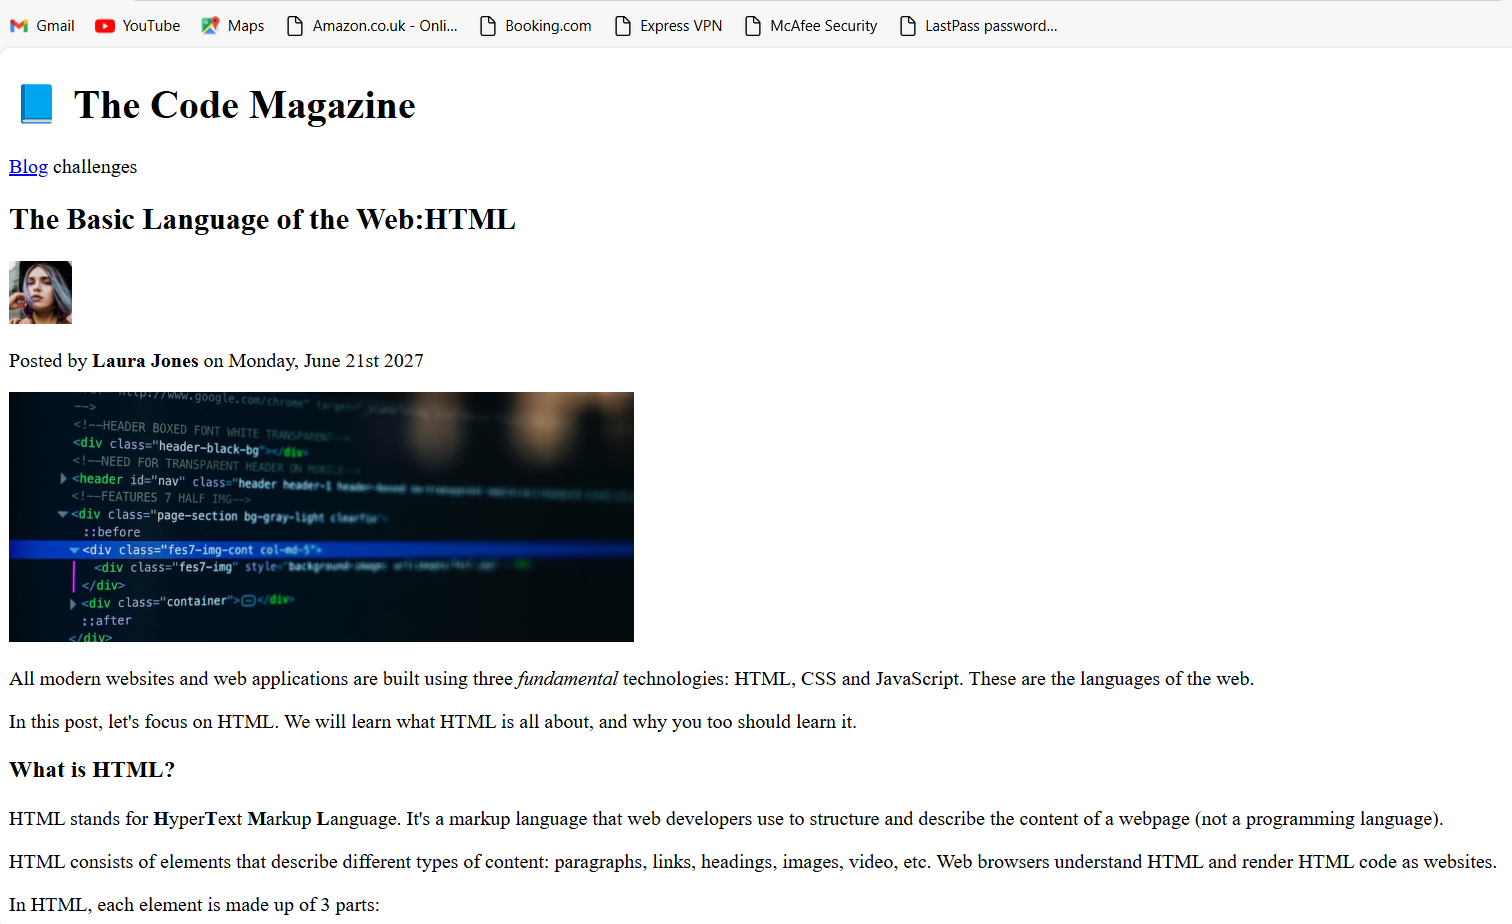 Gmail YouTube Maps Amazon.co.uk - Onli... Booking.com Express VPN McAfee Security LastPass password...
The Code Magazine
Blog challenges
The Basic Language of the Web:HTML
Posted by Laura Jones on Monday, June 21st 2027
http://www.google.com/chrome"
-->
<!--HEADER BOXED FONT WHITE TRANSPARENT-->
<div class="header-black-bg"></div>
<!--NEED FOR TRANSPARENT HEADER ON MOBILE-->
<header id="nav" class="header header-1
<!--FEATURES 7 HALF IMG-->
<div class="page-section bg-gray-light clearfix">
::before
<div class="fes7-img-cont col-md-5">
<div class="fes7-img" style="background-image:
</div>
<div class="container"></div>
::after
</div>
All modern websites and web applications are built using three fundamental technologies: HTML, CSS and JavaScript. These are the languages of the web.
In this post, let's focus on HTML. We will learn what HTML is all about, and why you too should learn it.
What is HTML?
HTML stands for HyperText Markup Language. It's a markup language that web developers use to structure and describe the content of a webpage (not a programming language).
HTML consists of elements that describe different types of content: paragraphs, links, headings, images, video, etc. Web browsers understand HTML and render HTML code as websites.
In HTML, each element is made up of 3 parts: